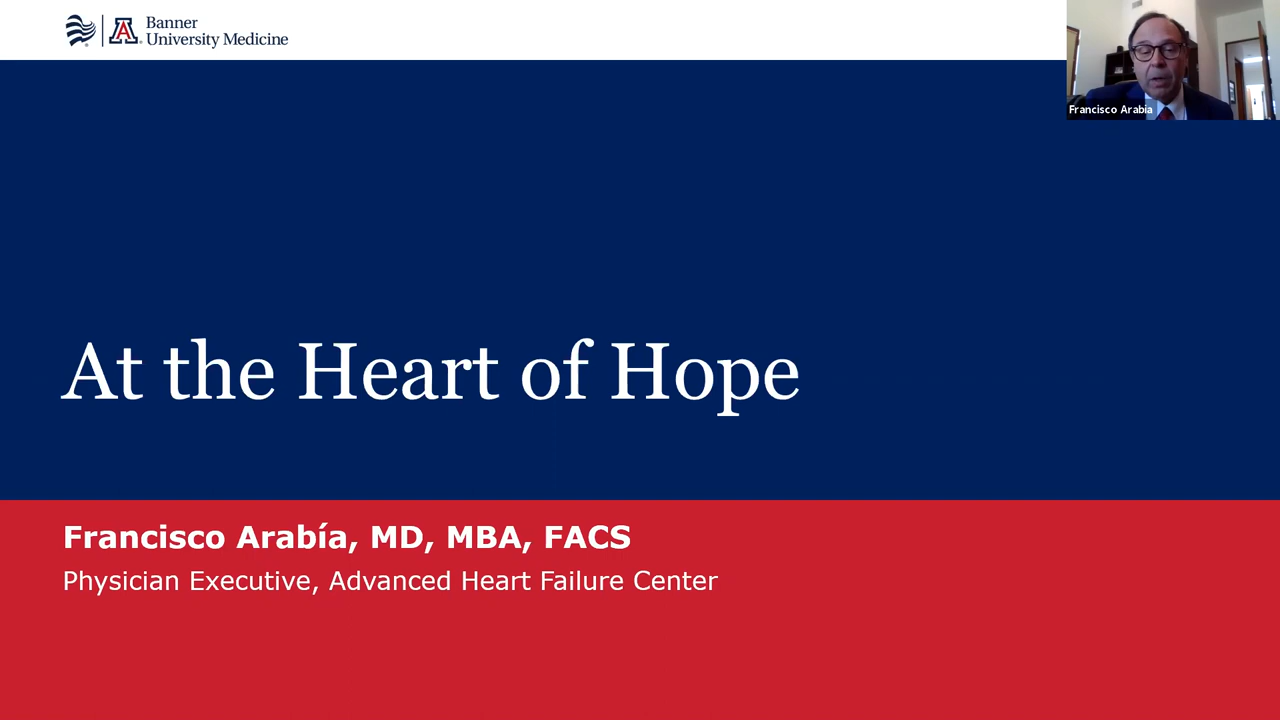 Banner
University Medicine
Francisco Arabia
At the Heart of Hope
Francisco Arabía, MD, MBA, FACS
Physician Executive, Advanced Heart Failure Center